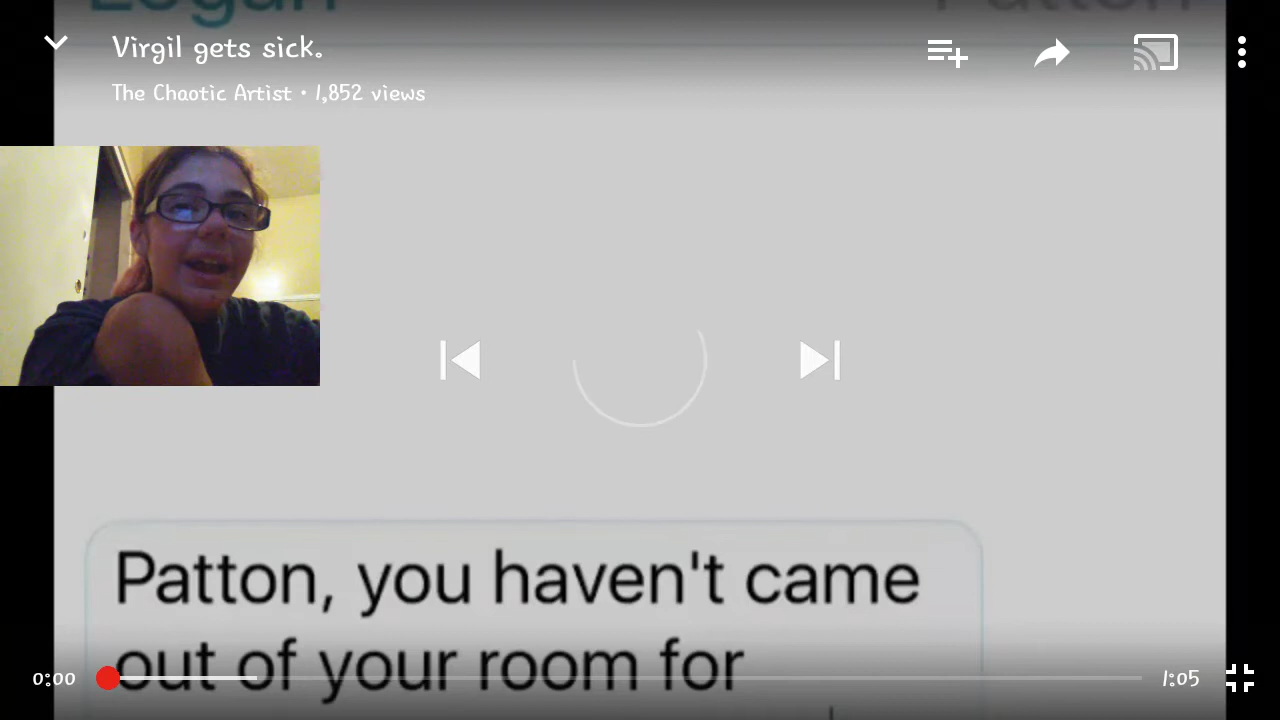 Logan Patton
Virgil gets sick.
The Chaotic Artist • 1,852 views
Patton, you haven't came
out of your room for
0:00 1:05